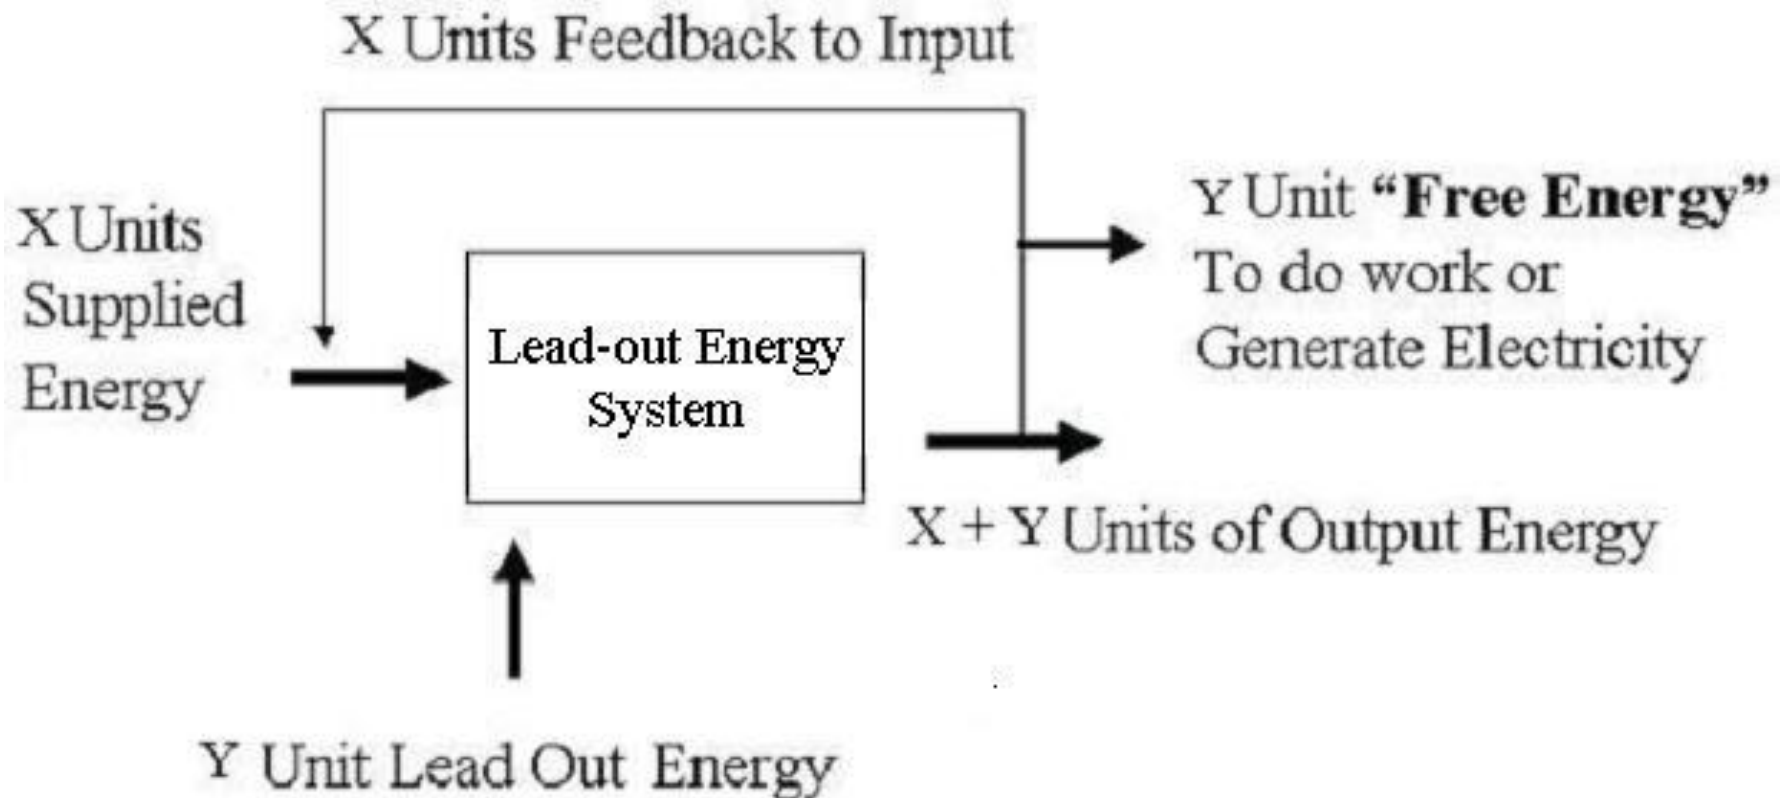 X Units Feedback to Input
X Units
Supplied
Energy
Lead-out Energy
System
Y Unit “Free Energy”
To do work or
Generate Electricity
X + Y Units of Output Energy
Y Unit Lead Out Energy